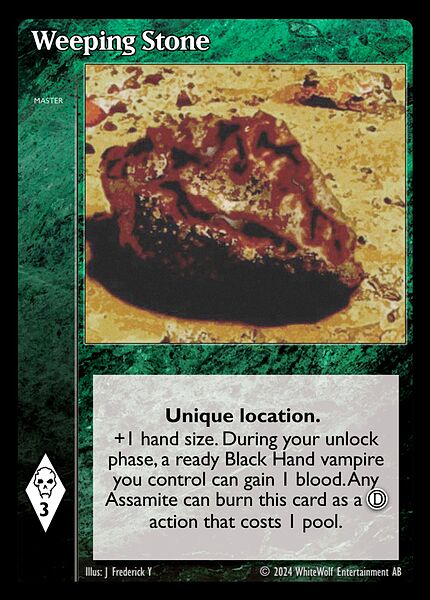 Weeping Stone
MASTER
Unique location.
+1 hand size. During your unlock
phase, a ready Black Hand vampire
you control can gain 1 blood. Any
Assamite can burn this card as a Ⓓ
action that costs 1 pool.
3
Illus: J Frederick Y
© 2024 WhiteWolf Entertainment AB